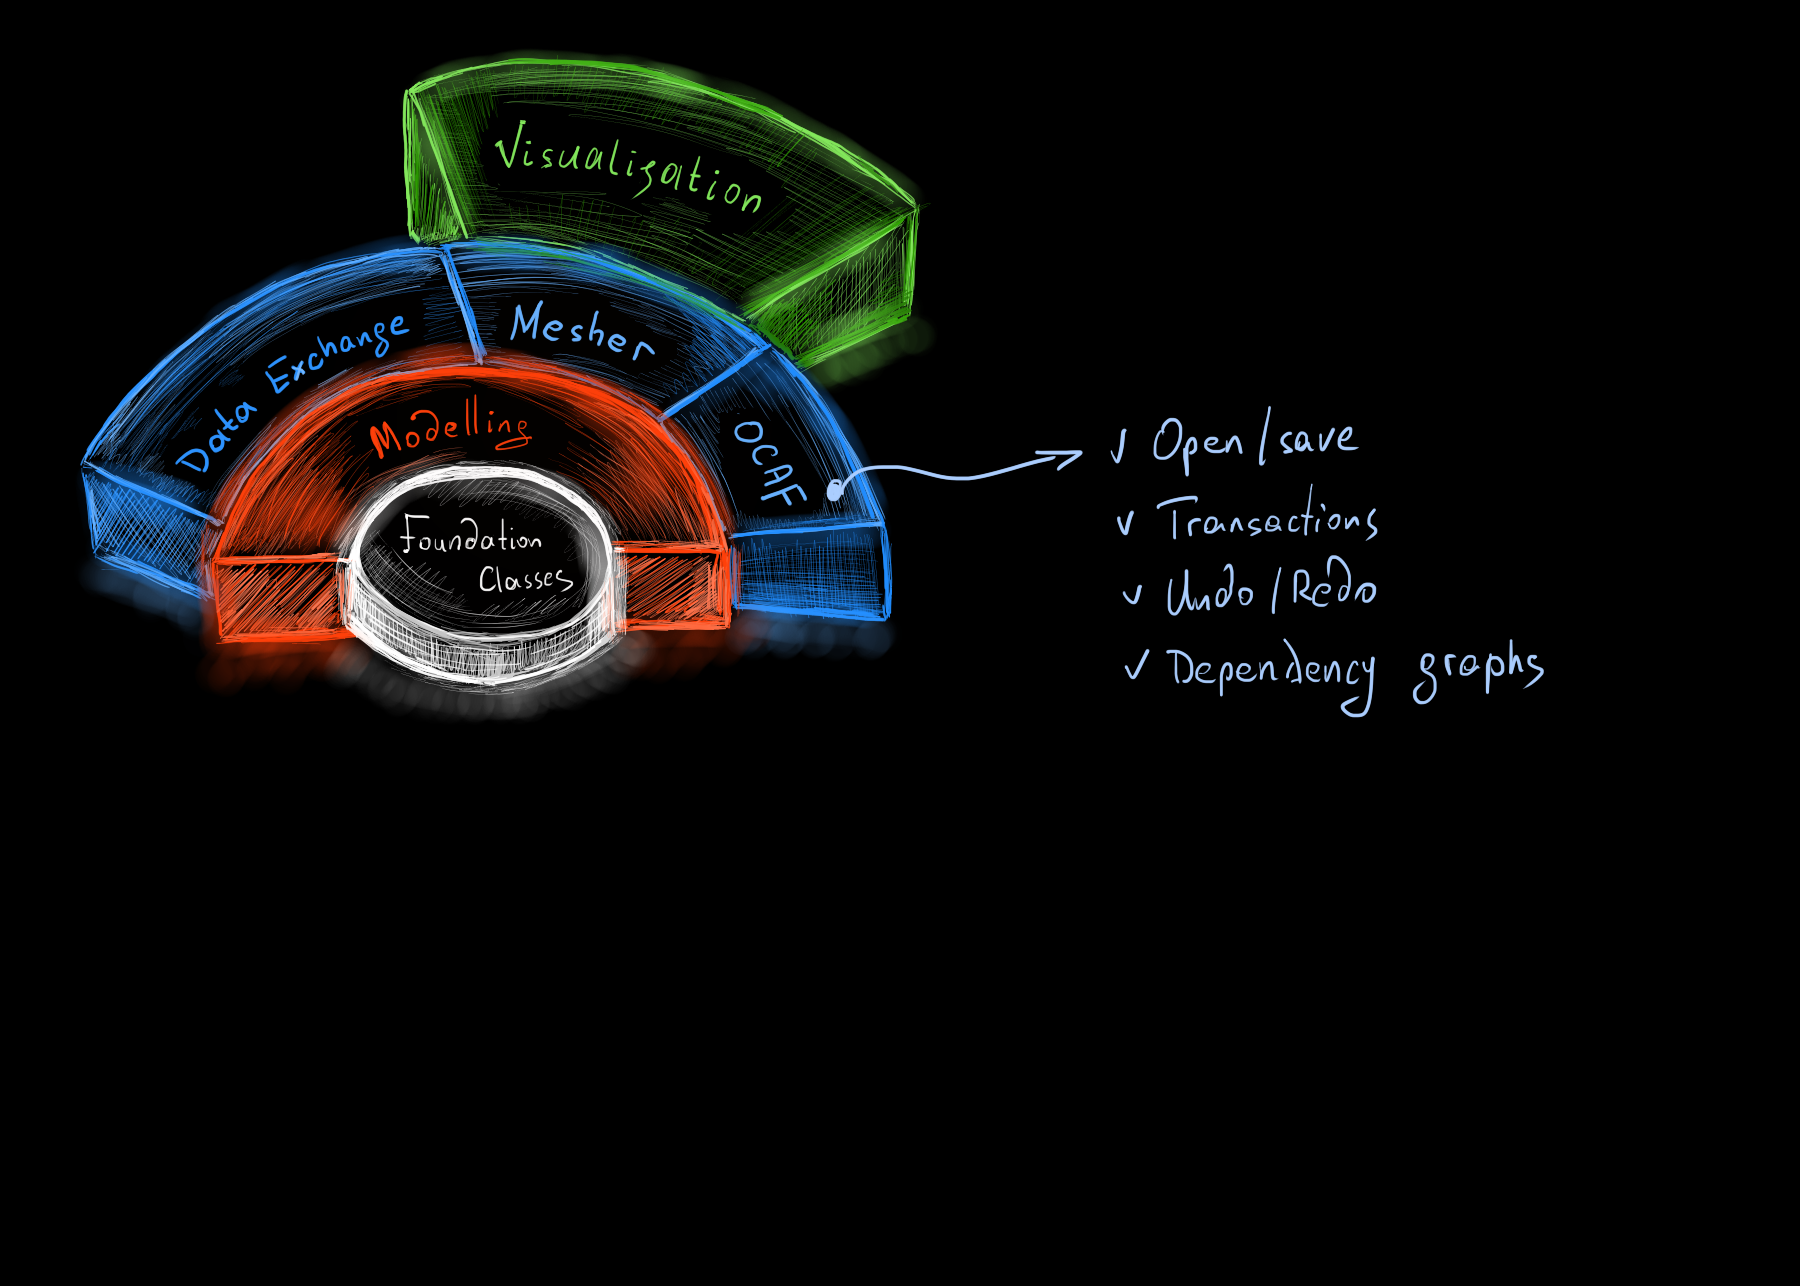 Visualization
Data Exchange
Mesher
OCAF
Modelling
Foundation
Classes
✓ Open/save
✓ Transactions
✓ Undo/Redo
✓ Dependency graphs